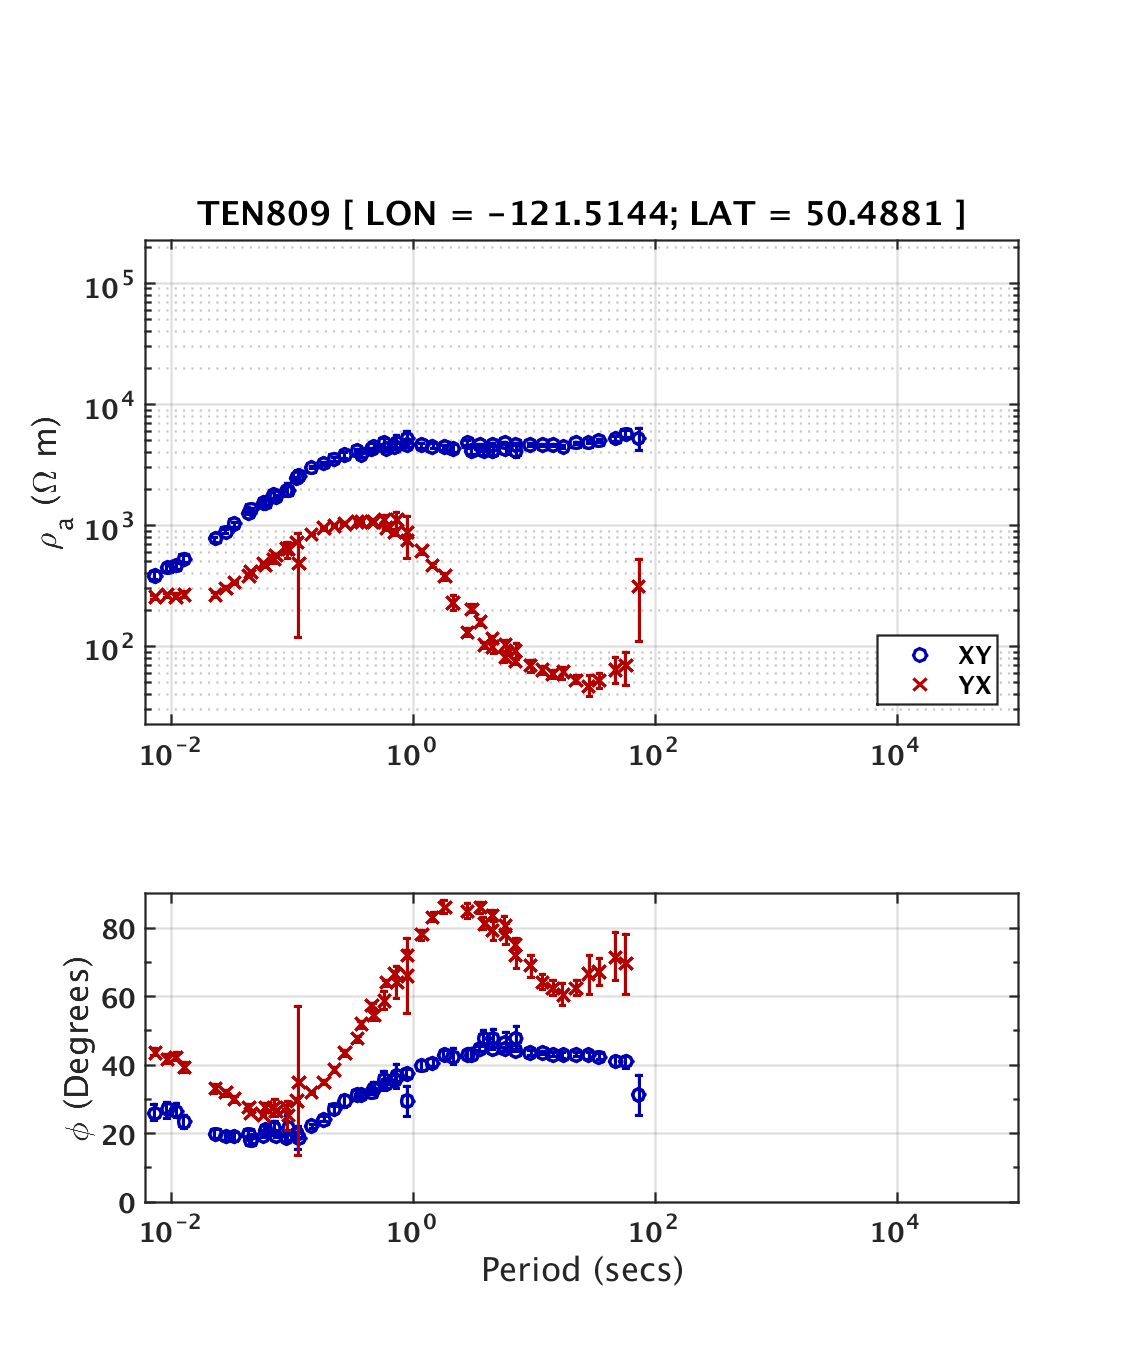 TEN809 [ LON = -121.5144; LAT = 50.4881 ]
10^5
10^4
10^3
10^2
ρ_a (Ω m)
XY
YX
10^-2 10^0 10^2 10^4
80
60
40
20
0
ϕ (Degrees)
10^-2 10^0 10^2 10^4
Period (secs)